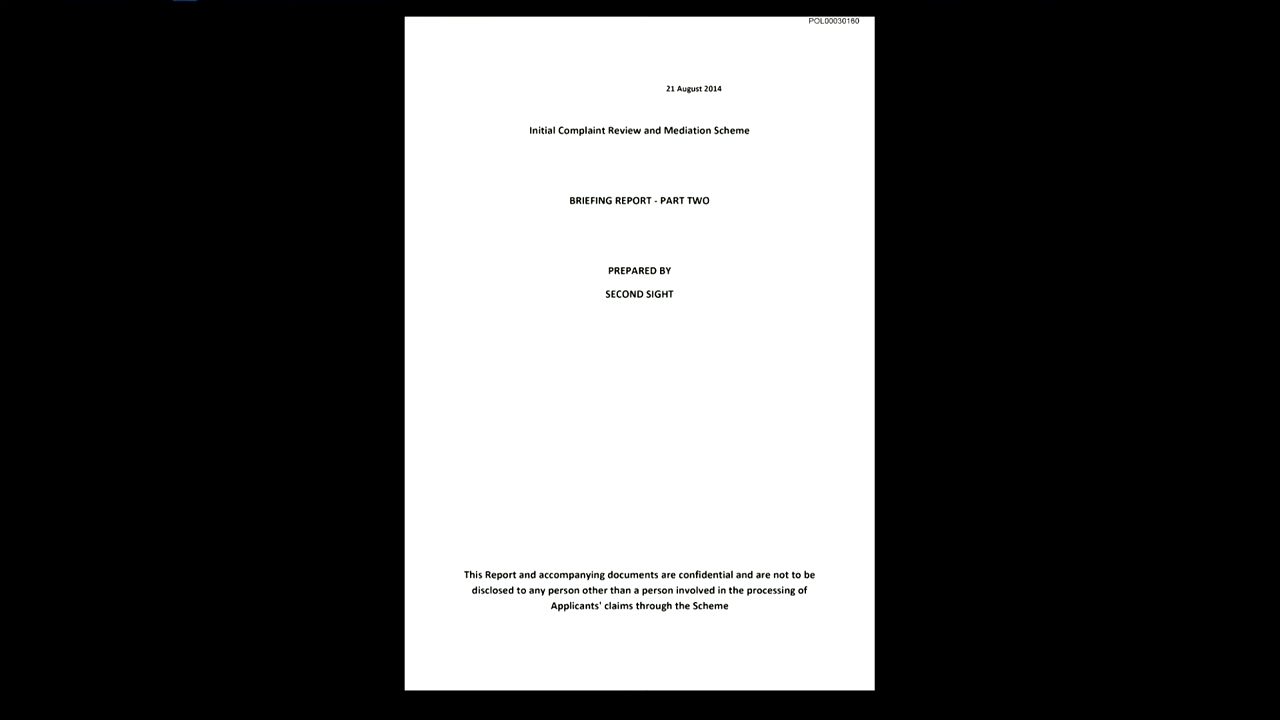 POL00030160
21 August 2014
Initial Complaint Review and Mediation Scheme
BRIEFING REPORT - PART TWO
PREPARED BY
SECOND SIGHT
This Report and accompanying documents are confidential and are not to be
disclosed to any person other than a person involved in the processing of
Applicants' claims through the Scheme